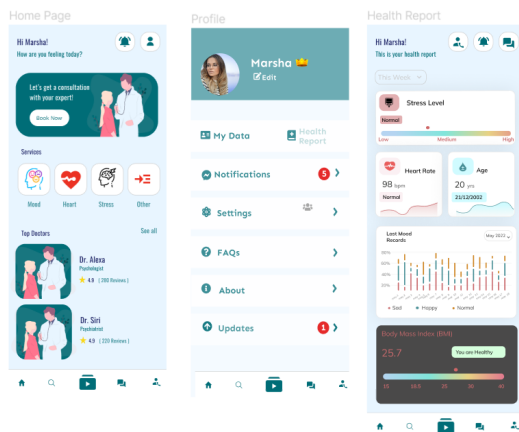 Home Page
Hi Marsha!
How are you feeling today?
Let's get a consultation
with your expert!
Book Now
Services
Mood
Heart
Stress
Other
Top Doctors
See all
Dr. Alexa
Psychologist
4.9 ( 200 Reviews )
Dr. Siri
Psychiatrist
4.9 ( 220 Reviews )
Profile
Marsha
Edit
My Data
Health
Report
Notifications
5
Settings
FAQs
About
Updates
1
Health Report
Hi Marsha!
This is your health report
This Week
Stress Level
Normal
Low
Medium
High
Heart Rate
98 bpm
Normal
Age
20 yrs
21/12/2002
Last Mood
Records
May 2022
80%
60%
40%
20%
Sad
Happy
Normal
Body Mass Index (BMI)
25.7
You are Healthy
15
18.5
25
30
40